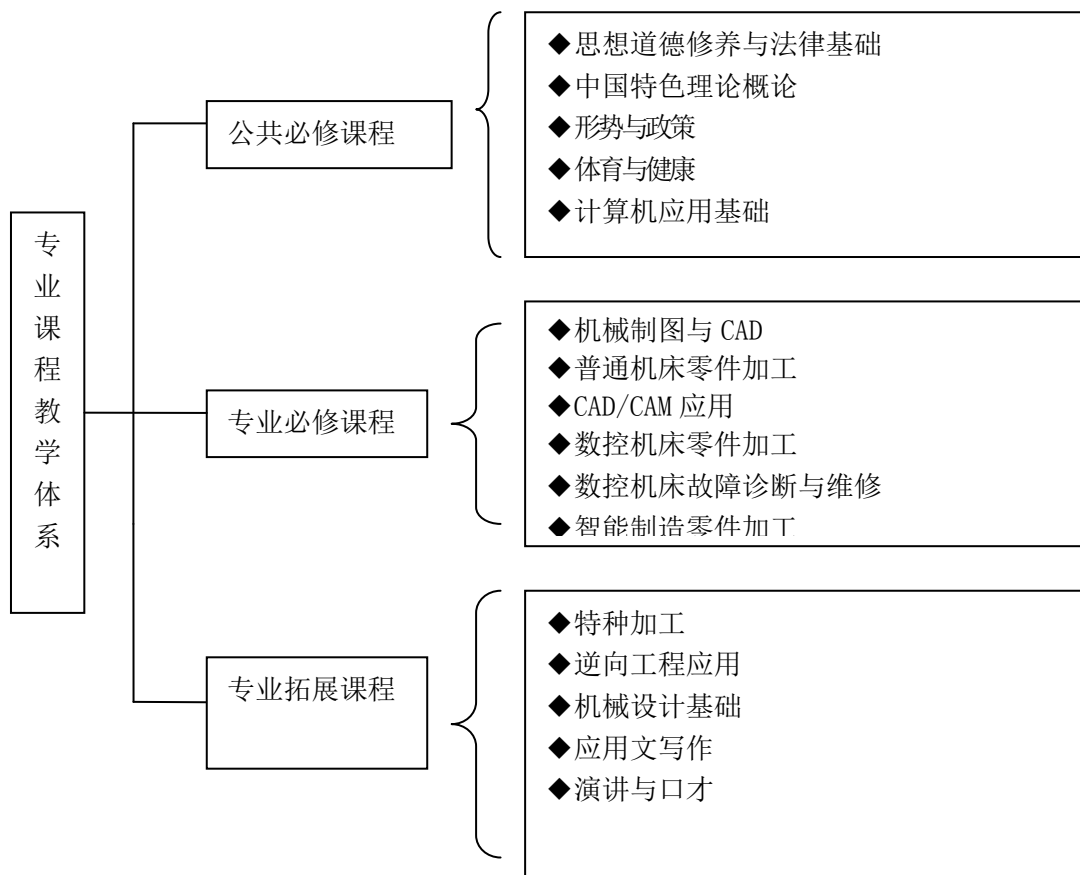 专业课程教学体系
公共必修课程
◆思想道德修养与法律基础
◆中国特色理论概论
◆形势与政策
◆体育与健康
◆计算机应用基础
专业必修课程
◆机械制图与 CAD
◆普通机床零件加工
◆CAD/CAM 应用
◆数控机床零件加工
◆数控机床故障诊断与维修
◆智能制造零件加工
专业拓展课程
◆特种加工
◆逆向工程应用
◆机械设计基础
◆应用文写作
◆演讲与口才